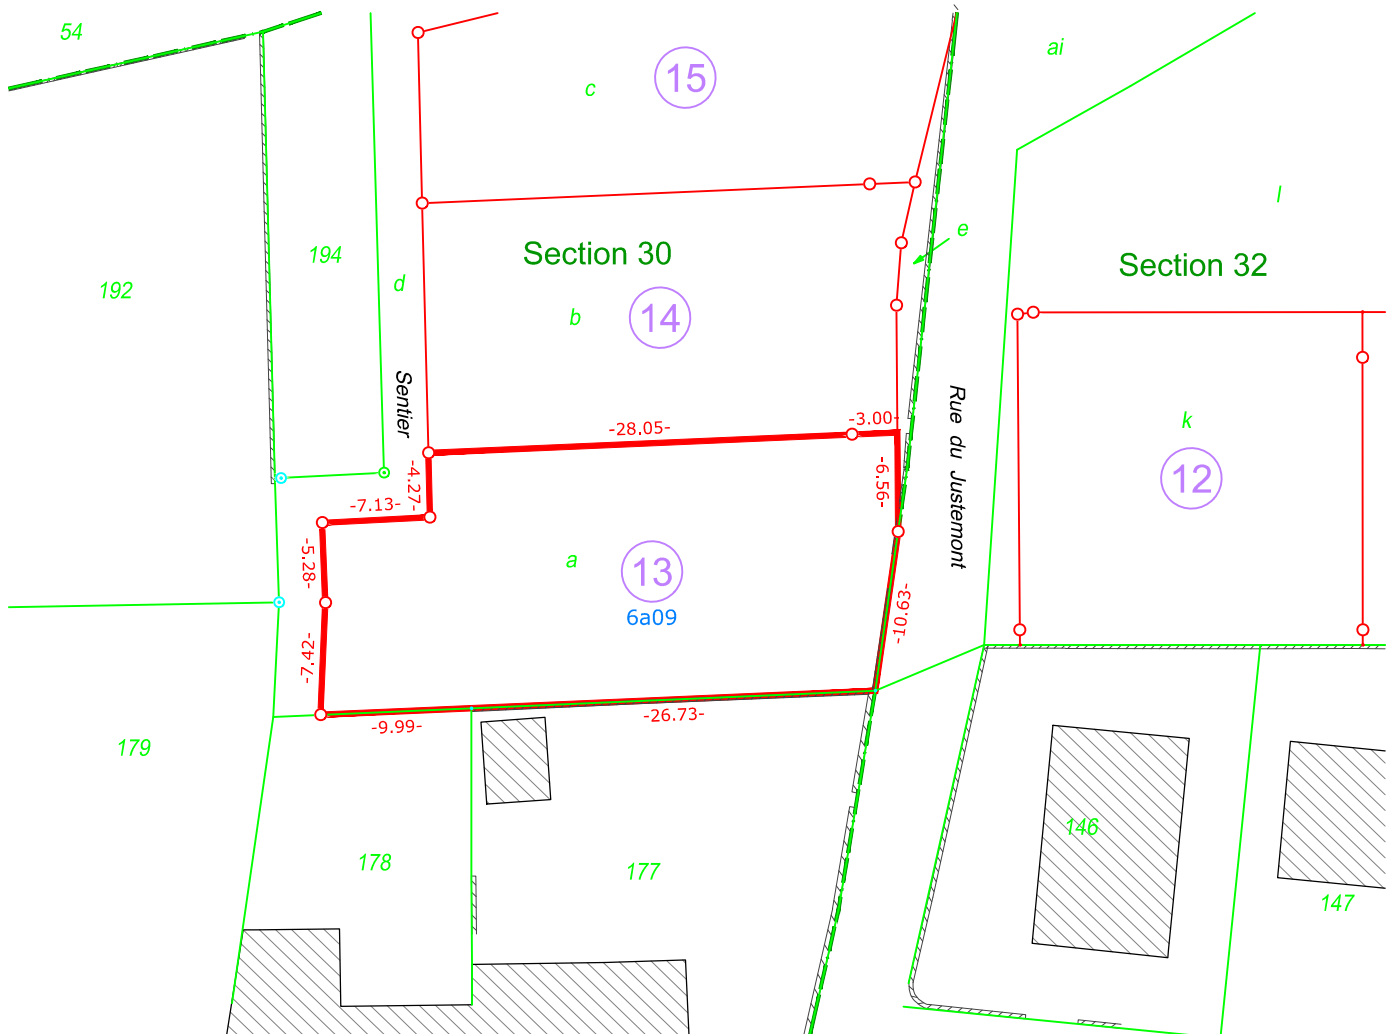 54
ai
c
15
l
e
194
Section 30
Section 32
192
d
b
14
Sentier
Rue du Justemont
k
-28.05-
-3.00-
-4.27-
-6.56-
12
-7.13-
-5.28-
a
13
6a09
-10.63-
-7.42-
-9.99-
-26.73-
179
146
178
177
147